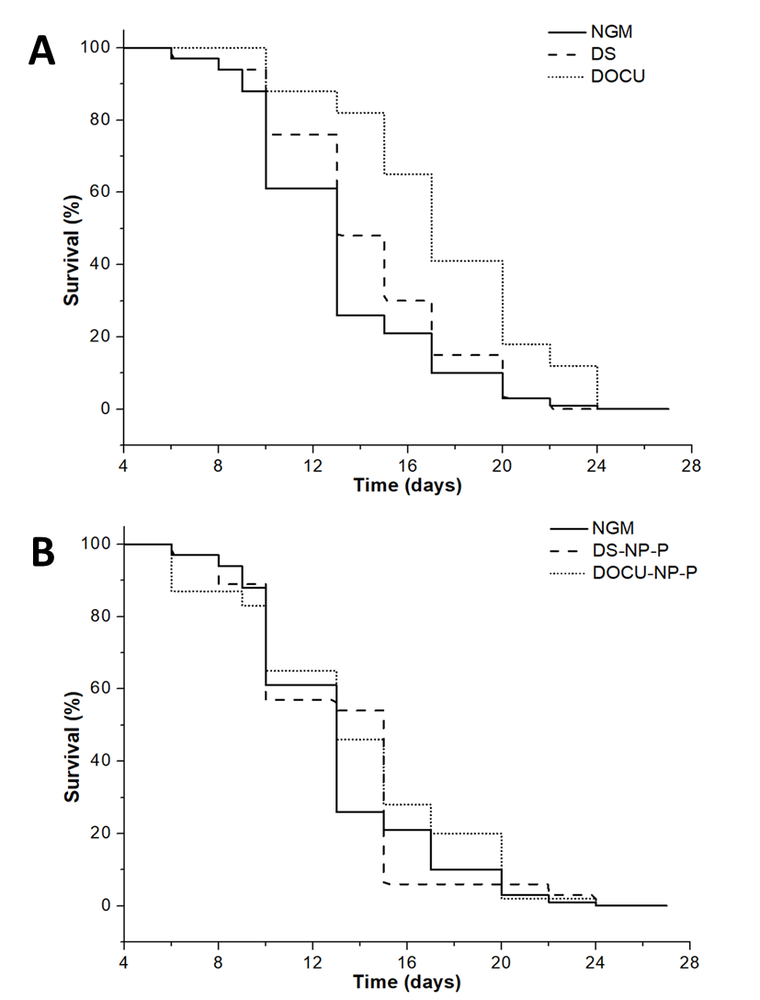 A
NGM
DS
DOCU
100
80
60
40
20
0
Survival (%)
4 8 12 16 20 24 28
Time (days)
B
NGM
DS-NP-P
DOCU-NP-P
100
80
60
40
20
0
Survival (%)
4 8 12 16 20 24 28
Time (days)